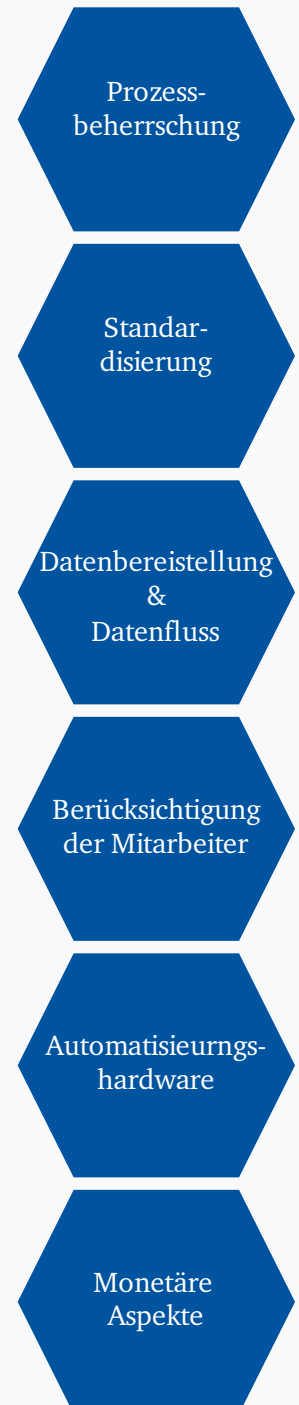 Prozess-
beherrschung
Standar-
disierung
Datenbereistellung
&
Datenfluss
Berücksichtigung
der Mitarbeiter
Automatisieurngs-
hardware
Monetäre
Aspekte